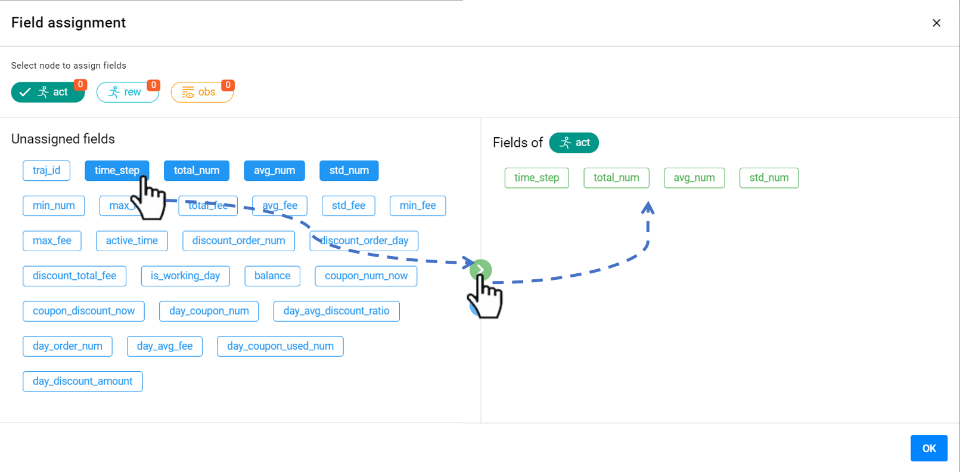 Field assignment
Select node to assign fields
act 0 rew 0 obs 0
Unassigned fields
traj_id time_step total_num avg_num std_num
min_num max_ total_fee avg_fee std_fee min_fee
max_fee active_time discount_order_num discount_order_day
discount_total_fee is_working_day balance coupon_num_now
coupon_discount_now day_coupon_num day_avg_discount_ratio
day_order_num day_avg_fee day_coupon_used_num
day_discount_amount
Fields of act
time_step total_num avg_num std_num
OK